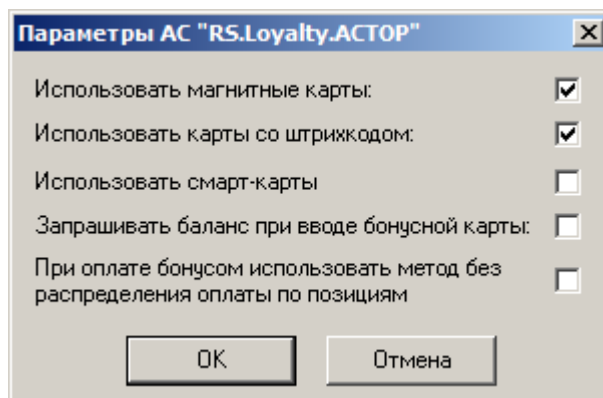 Параметры АС "RS.Loyalty.АСТОР"
Использовать магнитные карты:
Использовать карты со штрихкодом:
Использовать смарт-карты
Запрашивать баланс при вводе бонусной карты:
При оплате бонусом использовать метод без
распределения оплаты по позициям
ОК
Отмена